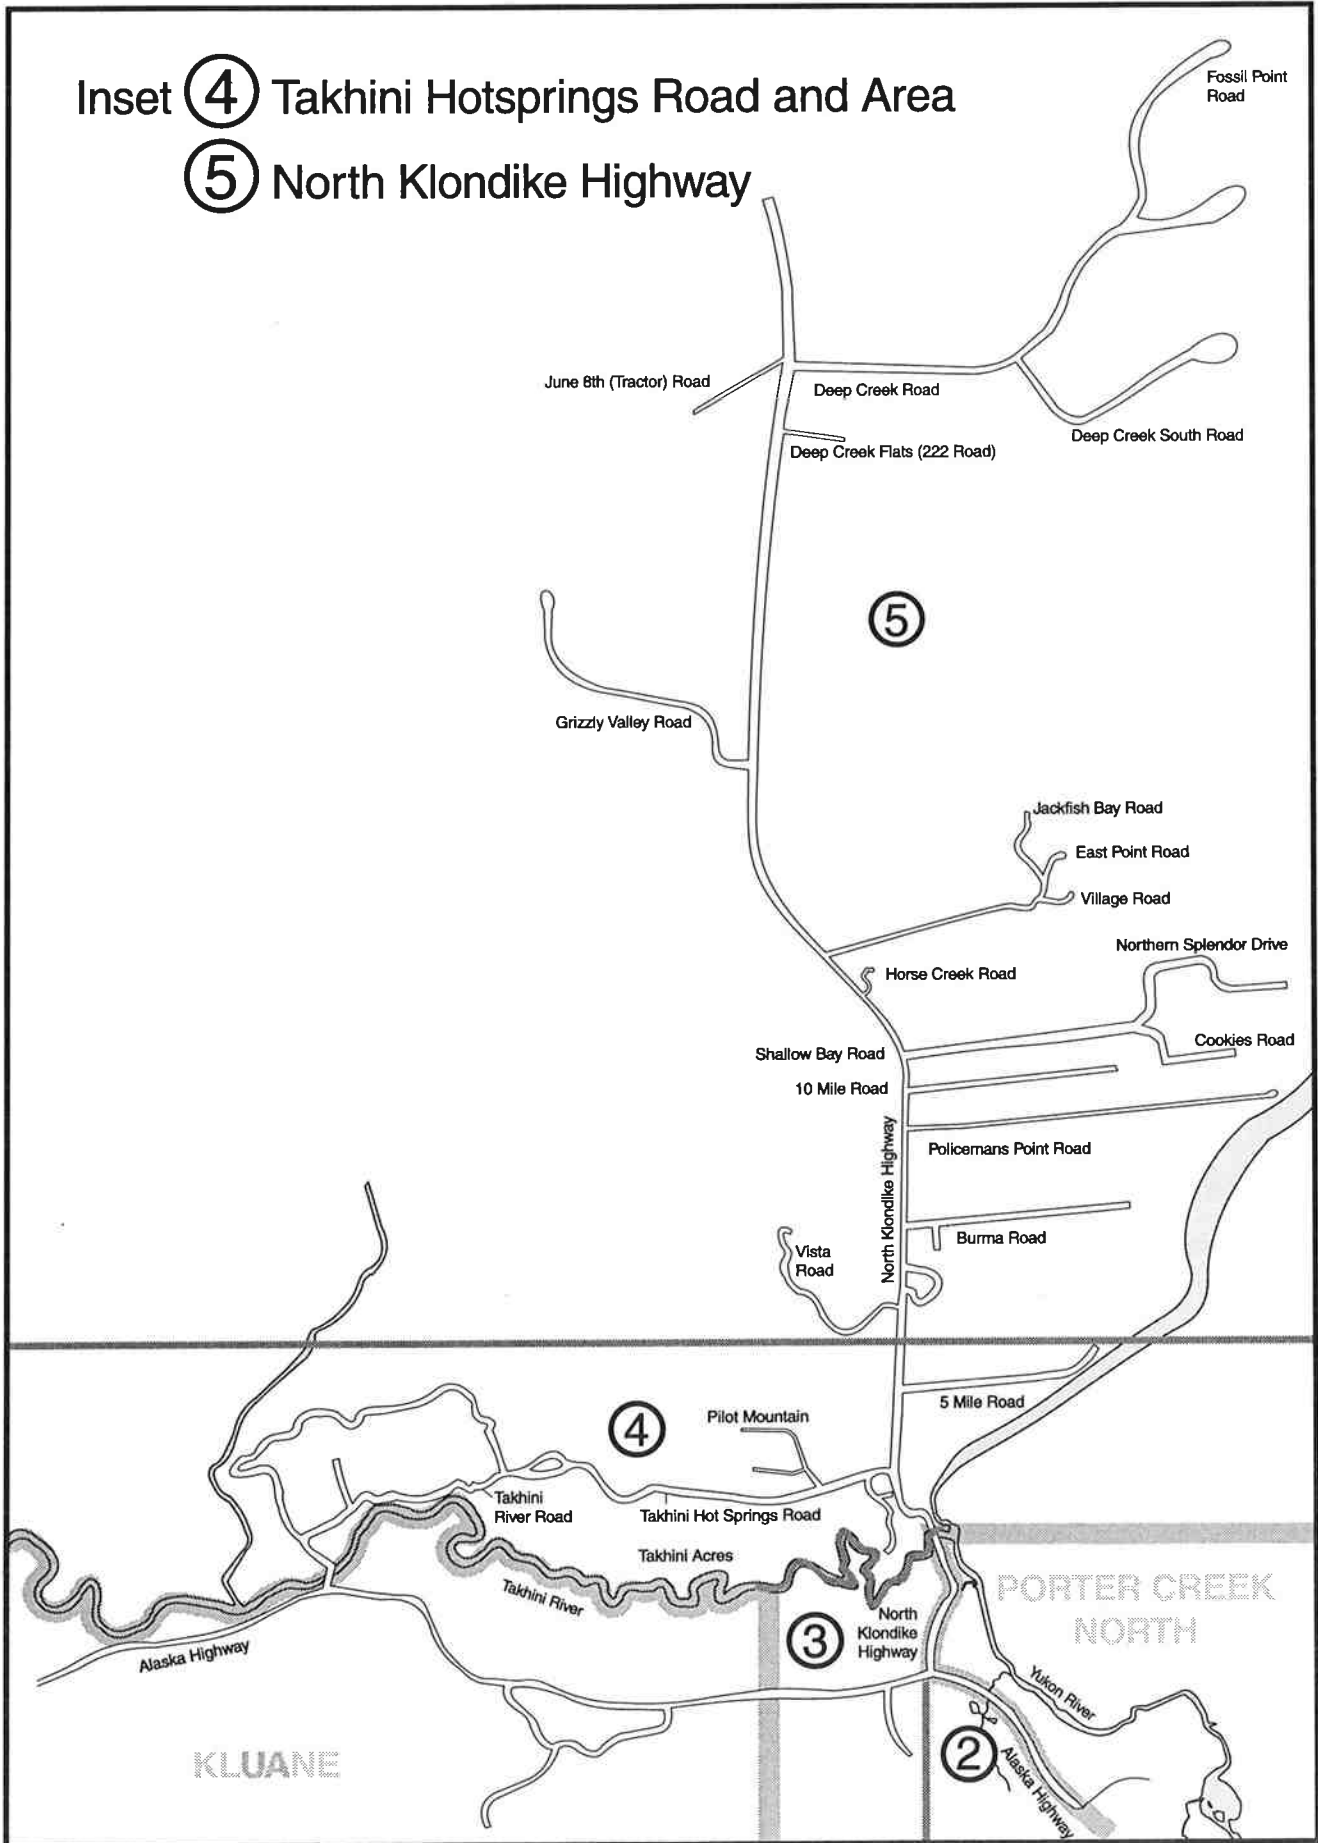 Inset 4 Takhini Hotsprings Road and Area
5 North Klondike Highway
Fossil Point
Road
June 8th (Tractor) Road
Deep Creek Road
Deep Creek South Road
Deep Creek Flats (222 Road)
5
Grizzly Valley Road
Jackfish Bay Road
East Point Road
Village Road
Northern Splendor Drive
Horse Creek Road
Cookies Road
Shallow Bay Road
10 Mile Road
Policemans Point Road
North Klondike Highway
Burma Road
Vista
Road
5 Mile Road
4
Pilot Mountain
Takhini
River Road
Takhini Hot Springs Road
Takhini Acres
Takhini River
PORTER CREEK
NORTH
North
Klondike
Highway
3
Alaska Highway
Yukon River
KLUANE
2
Alaska Highway